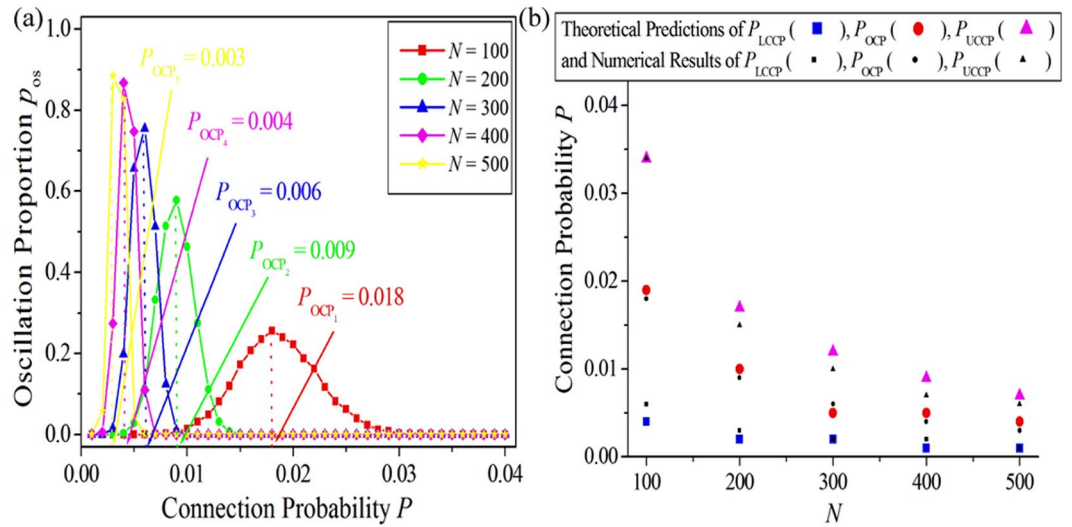 (a)
P_OCP5 = 0.003
P_OCP4 = 0.004
P_OCP3 = 0.006
P_OCP2 = 0.009
P_OCP1 = 0.018
N = 100
N = 200
N = 300
N = 400
N = 500
Oscillation Proportion p_os
1.0
0.8
0.6
0.4
0.2
0.0
0.00 0.01 0.02 0.03 0.04
Connection Probability P
(b)
Theoretical Predictions of P_LCCP ( ), P_OCP ( ), P_UCCP ( )
and Numerical Results of P_LCCP ( ), P_OCP ( ), P_UCCP ( )
Connection Probability P
0.04
0.03
0.02
0.01
0.00
100 200 300 400 500
N